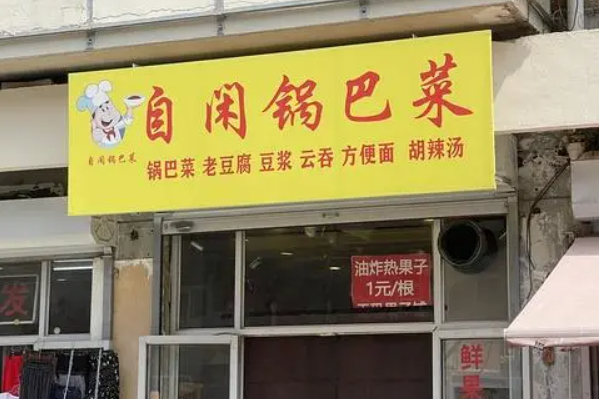 自闲锅巴菜
自闲锅巴菜
锅巴菜 老豆腐 豆浆 云吞 方便面 胡辣汤
油炸热果子
1元/根
发
鲜
果